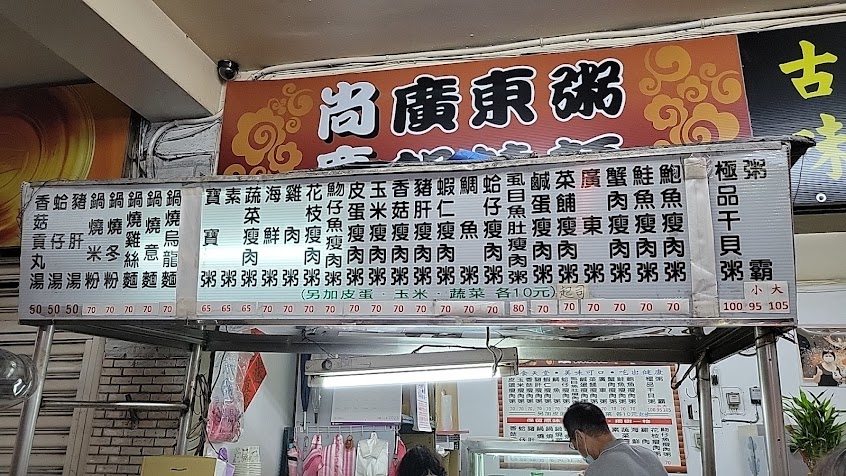 尚廣東粥
古
味
粥霸
小 大
95 105
極品干貝粥
100
鮑魚瘦肉粥
70
鮭魚瘦肉粥
70
蟹肉瘦肉粥
70
廣東粥
70
菜餔瘦肉粥
70
鹹蛋瘦肉粥
70
虱目魚肚瘦肉粥
80
蛤仔瘦肉粥
70
鯛魚粥
70
蝦仁瘦肉粥
70
豬肝瘦肉粥
70
香菇瘦肉粥
70
玉米瘦肉粥
70
皮蛋瘦肉粥
70
魩仔魚瘦肉粥
70
花枝瘦肉粥
70
雞肉粥
70
海鮮粥
70
蔬菜瘦肉粥
65
素粥
65
寶寶粥
65
(另加皮蛋·玉米·蔬菜 各10元)起司
鍋燒烏龍麵
70
鍋燒意麵
70
鍋燒雞絲麵
70
鍋燒冬粉
70
鍋燒米粉
70
豬肝湯
50
蛤仔湯
50
香菇貢丸湯
50